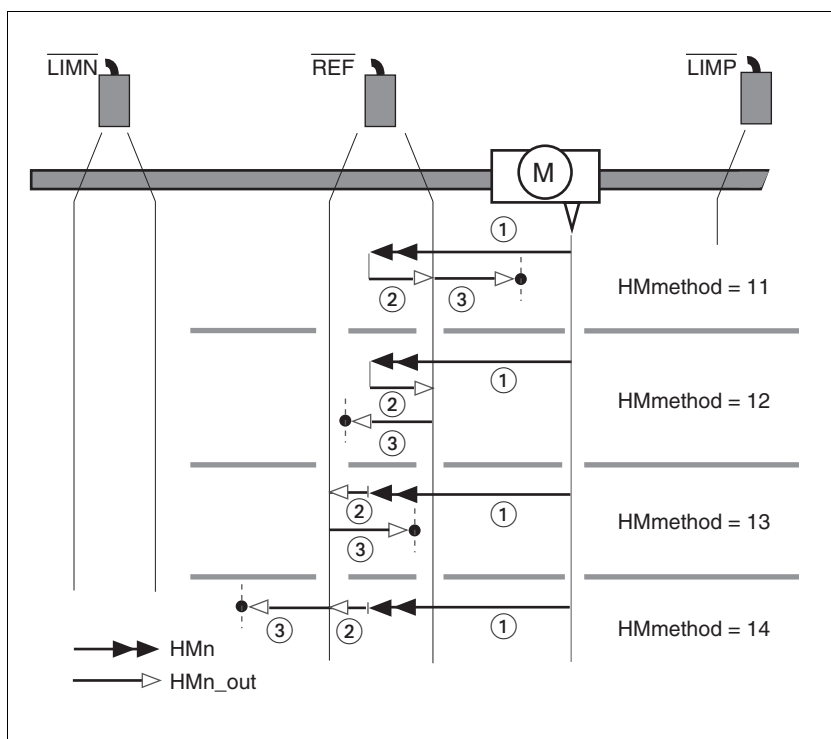 LIMN REF LIMP
M
①
② ③
HMmethod = 11
①
②
HMmethod = 12
③
② ①
HMmethod = 13
③
③ ② ①
HMmethod = 14
HMn
HMn_out